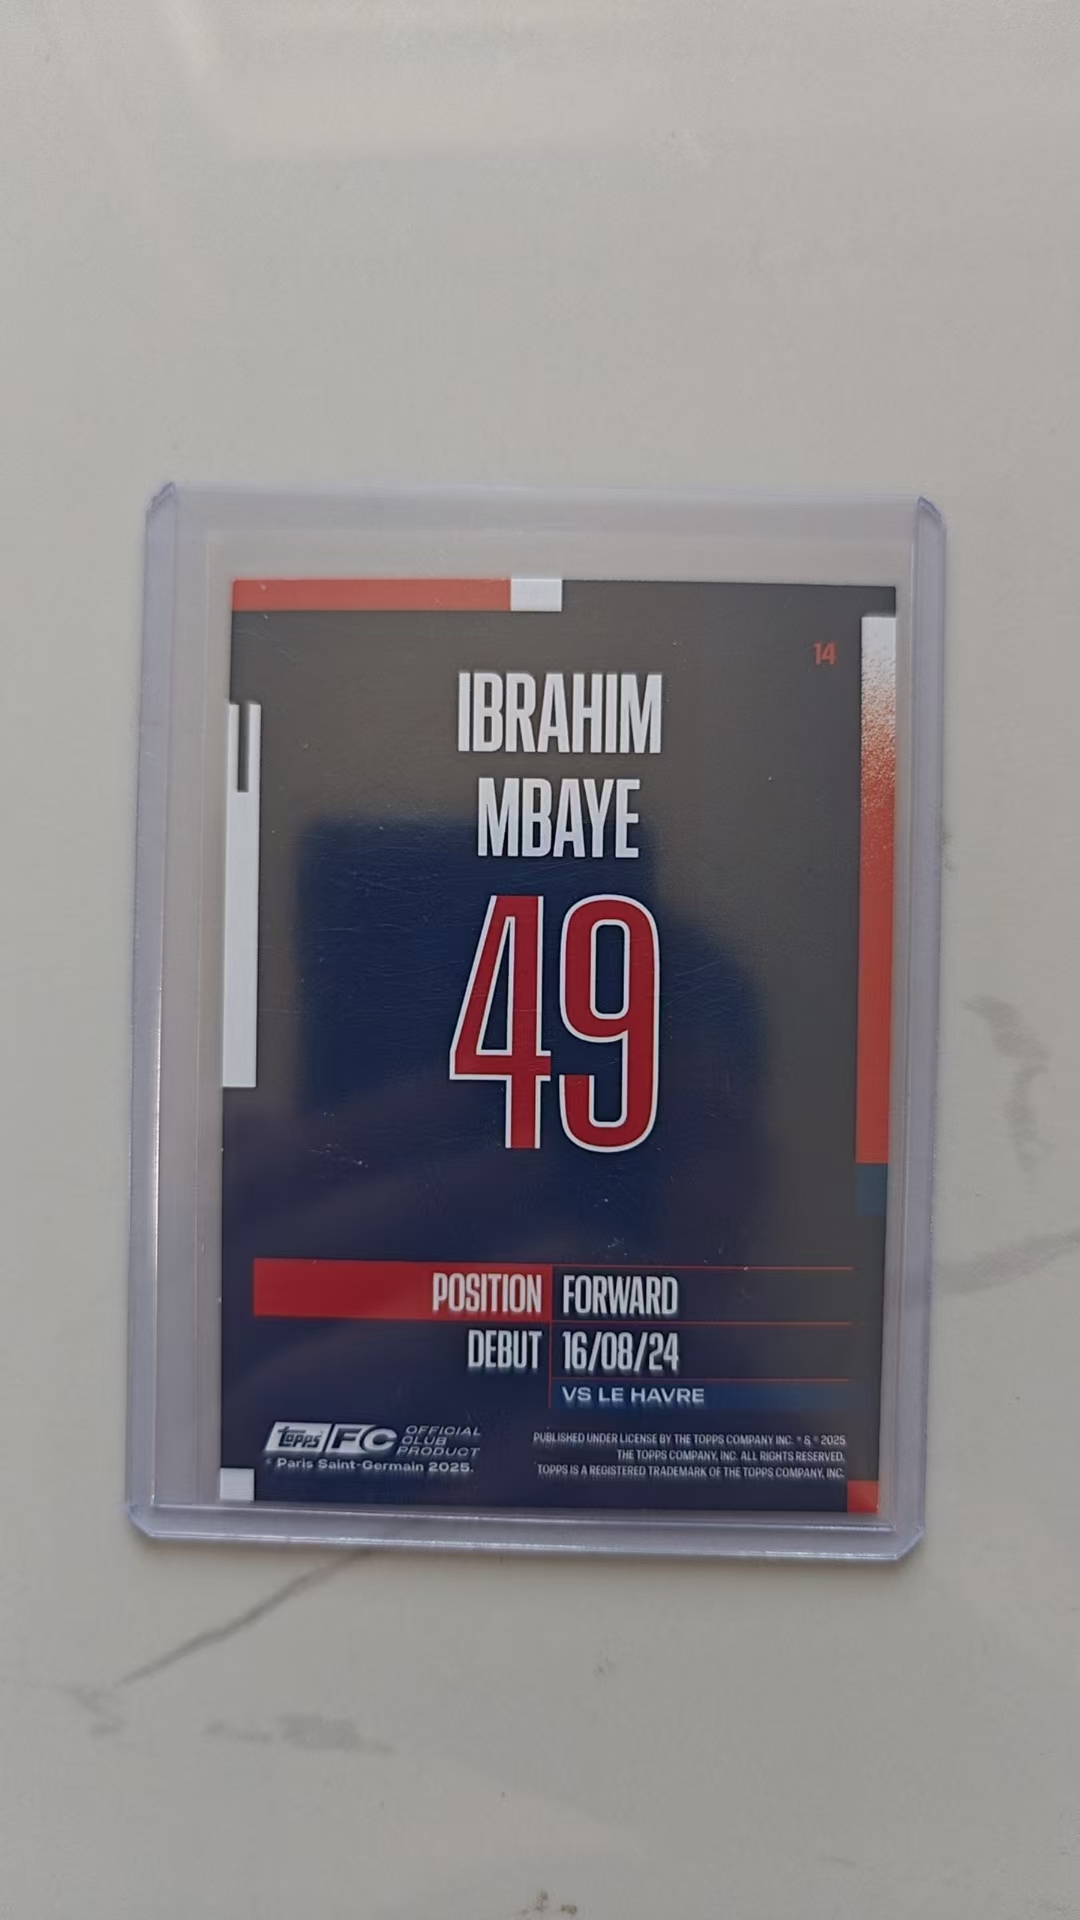 14
IBRAHIM
MBAYE
49
POSITION FORWARD
DEBUT 16/08/24
VS LE HAVRE
Topps FC OFFICIAL
CLUB
PRODUCT
© Paris Saint-Germain 2025.
PUBLISHED UNDER LICENSE BY THE TOPPS COMPANY INC. ® & © 2025
THE TOPPS COMPANY, INC. ALL RIGHTS RESERVED.
TOPPS IS A REGISTERED TRADEMARK OF THE TOPPS COMPANY, INC.